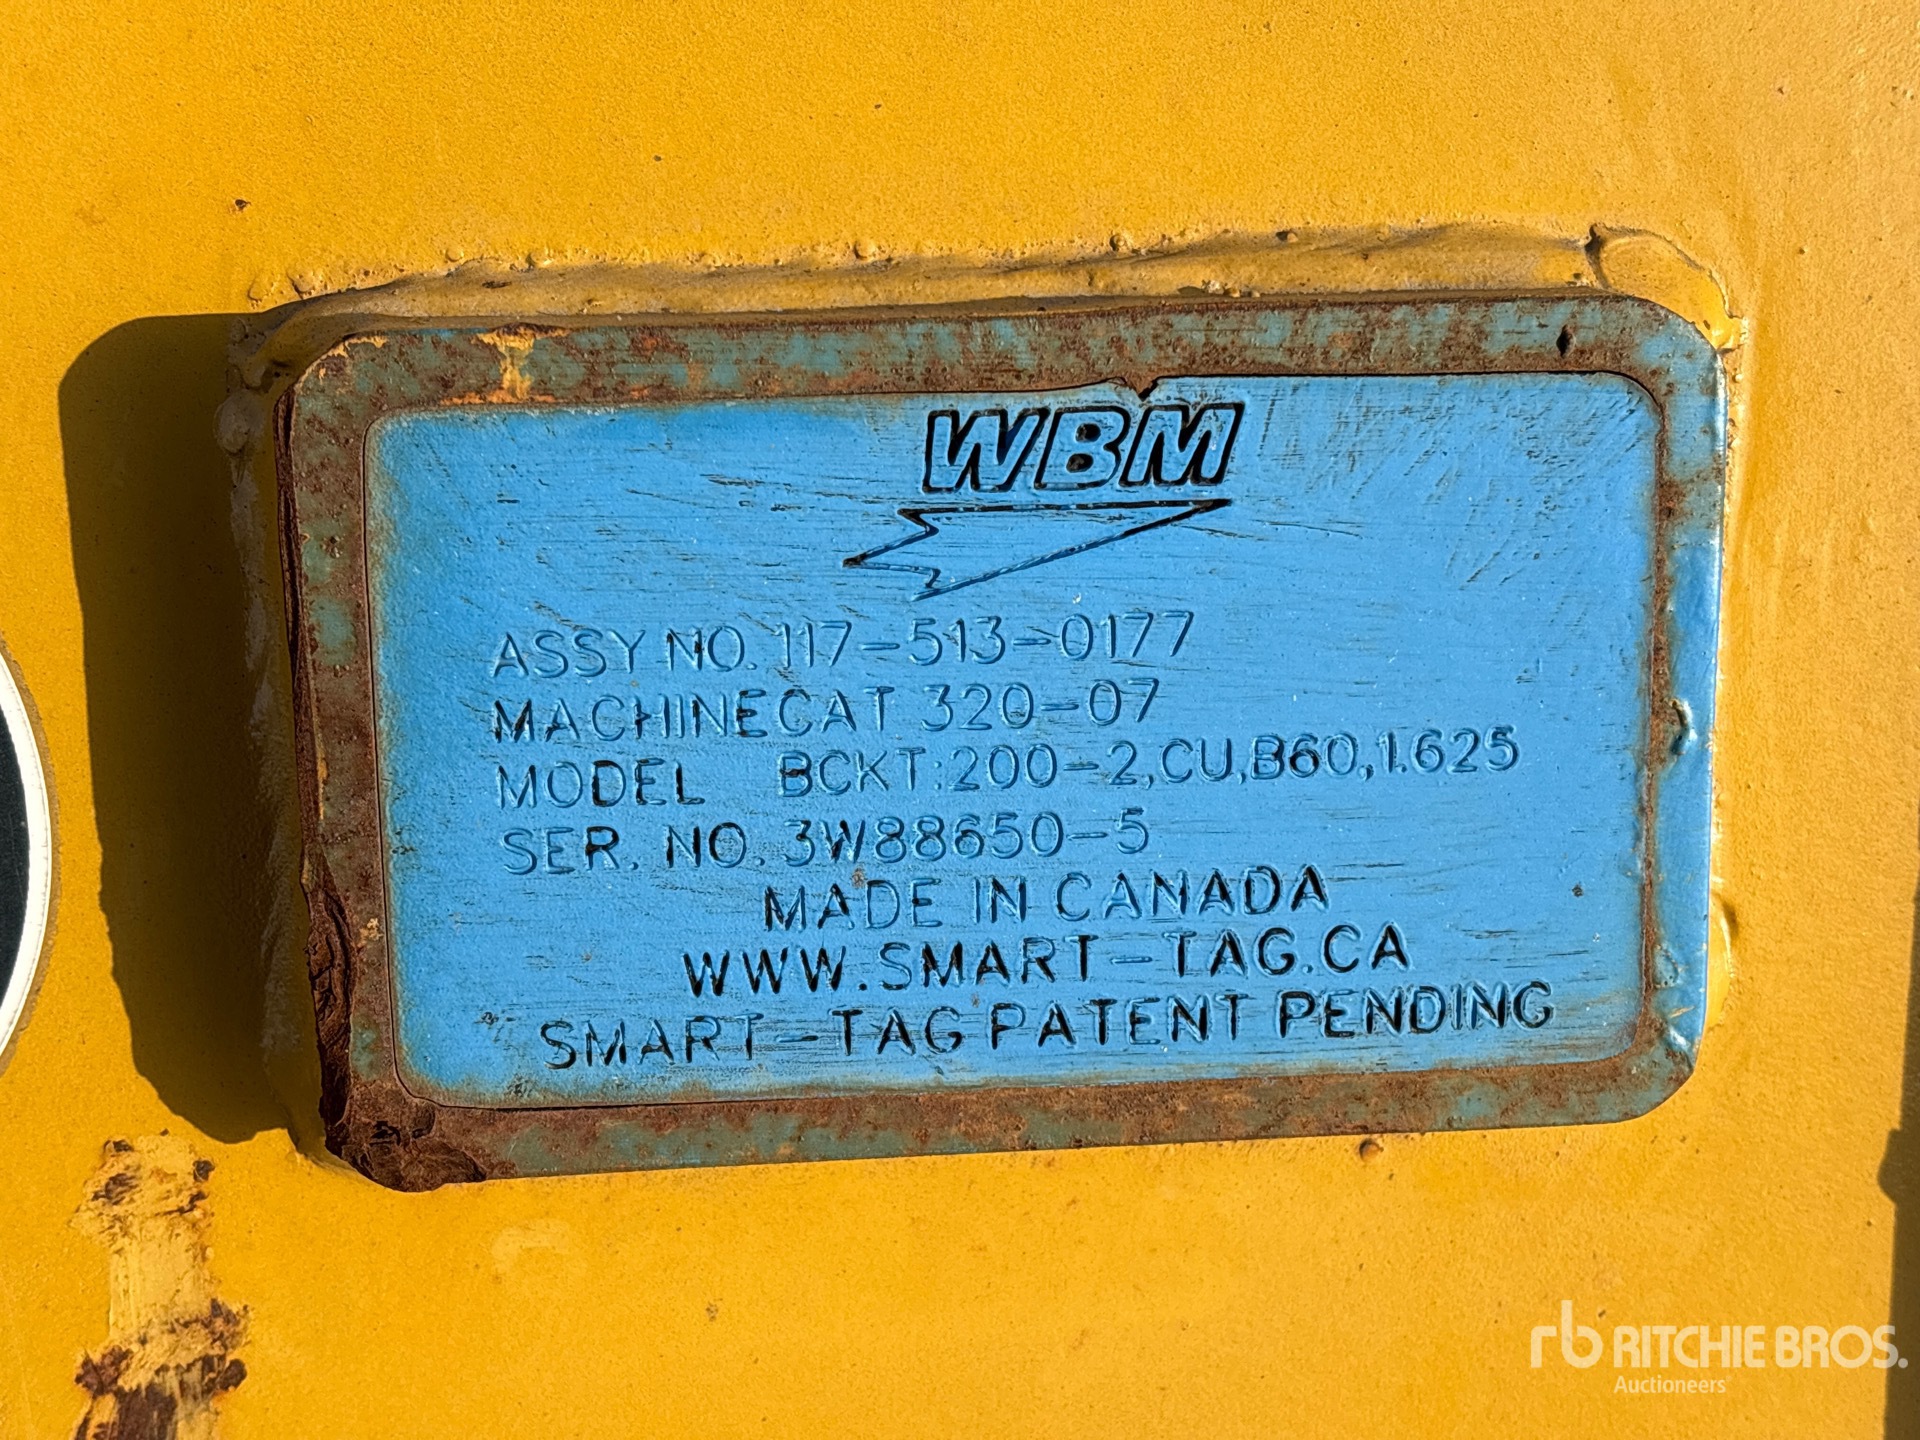 WBM
ASSY NO. 117-513-0177
MACHINECAT 320-07
MODEL BCKT:200-2,CU,B60,1.625
SER. NO. 3W88650-5
MADE IN CANADA
WWW.SMART-TAG.CA
SMART-TAG PATENT PENDING
rb RITCHIE BROS.
Auctioneers